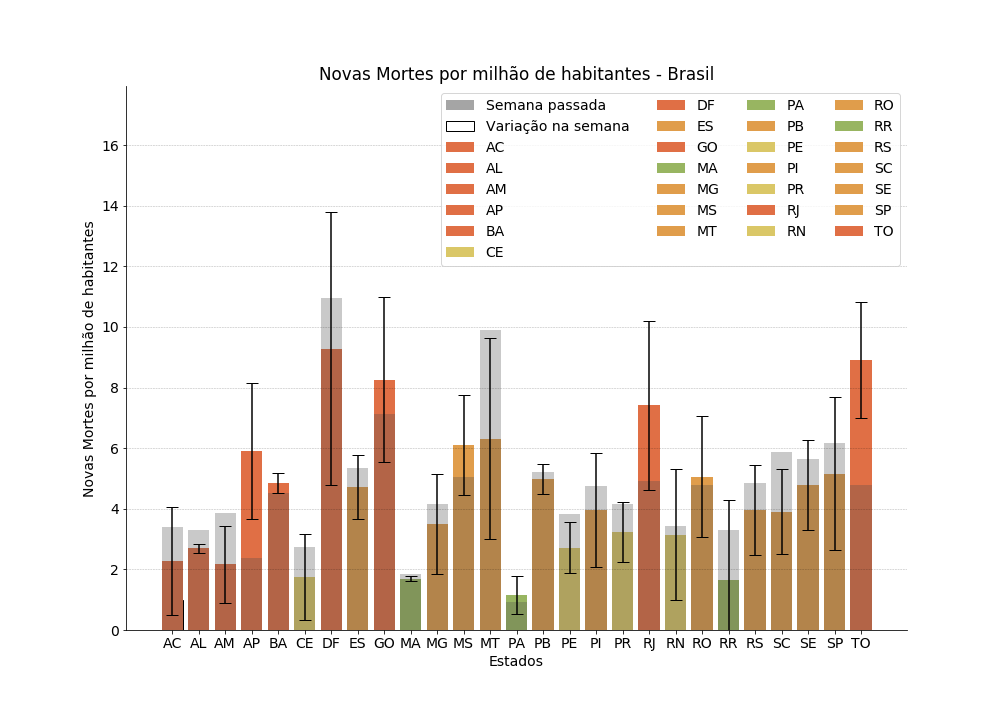 Novas Mortes por milhão de habitantes - Brasil
Semana passada
Variação na semana
AC
AL
AM
AP
BA
CE
DF
ES
GO
MA
MG
MS
MT
PA
PB
PE
PI
PR
RJ
RN
RO
RR
RS
SC
SE
SP
TO
Novas Mortes por milhão de habitantes
16
14
12
10
8
6
4
2
0
AC AL AM AP BA CE DF ES GO MA MG MS MT PA PB PE PI PR RJ RN RO RR RS SC SE SP TO
Estados